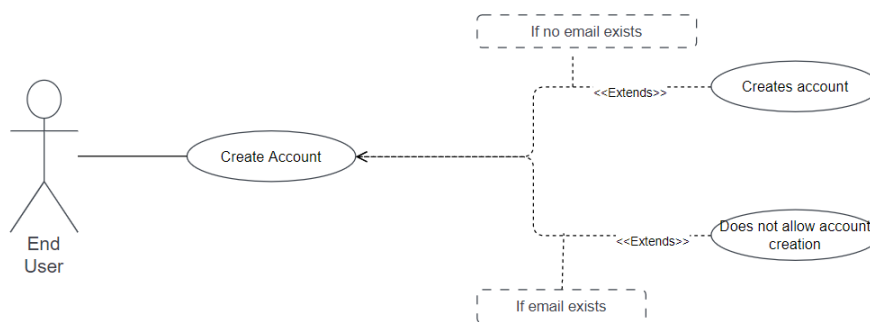 If no email exists
<<Extends>>
Creates account
Create Account
End
User
<<Extends>>
Does not allow account
creation
If email exists